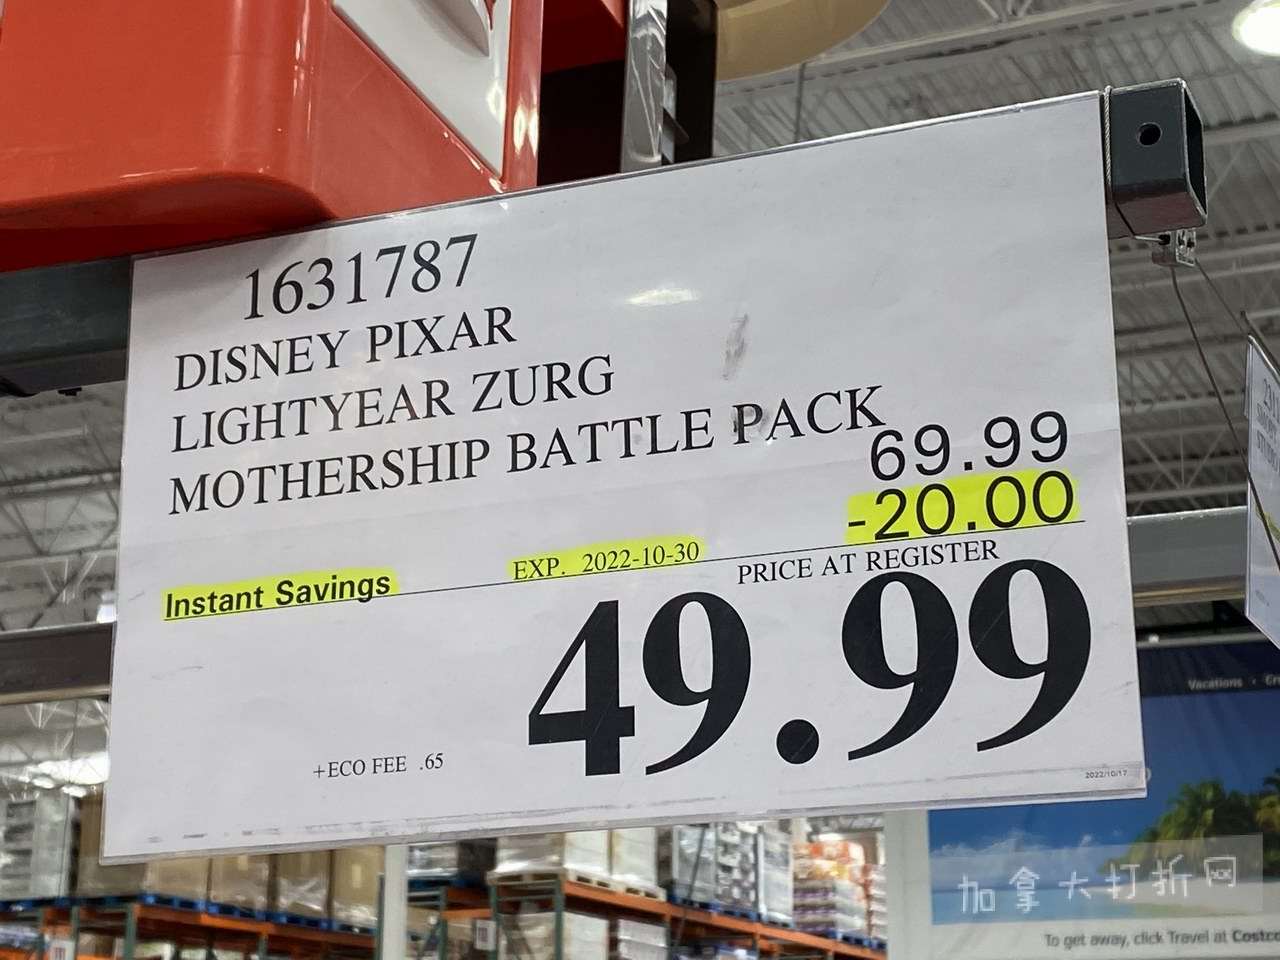 1631787
DISNEY PIXAR
LIGHTYEAR ZURG
MOTHERSHIP BATTLE PACK
69.99
-20.00
Instant Savings
EXP. 2022-10-30
PRICE AT REGISTER
49.99
+ECO FEE .65
2022/10/17
Vacations
加拿大打折网
To get away, click Travel at Costco